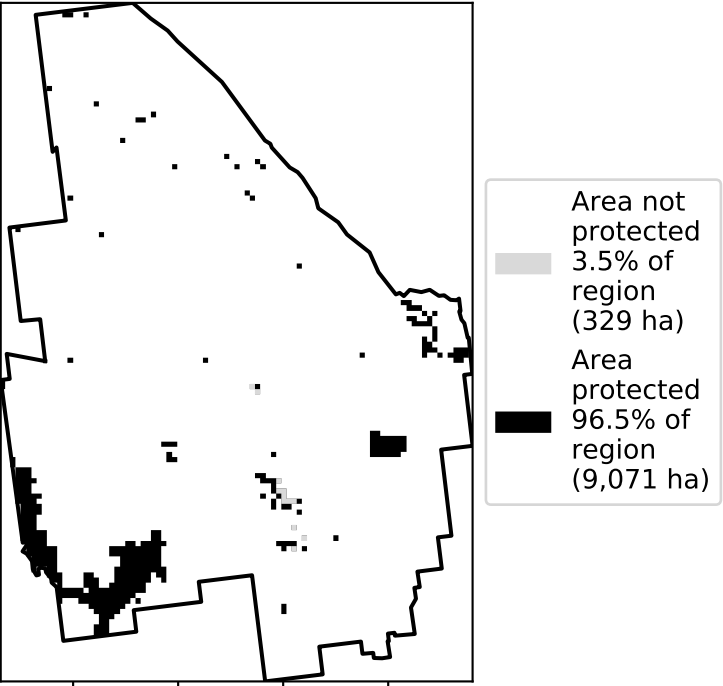 Area not
protected
3.5% of
region
(329 ha)
Area
protected
96.5% of
region
(9,071 ha)